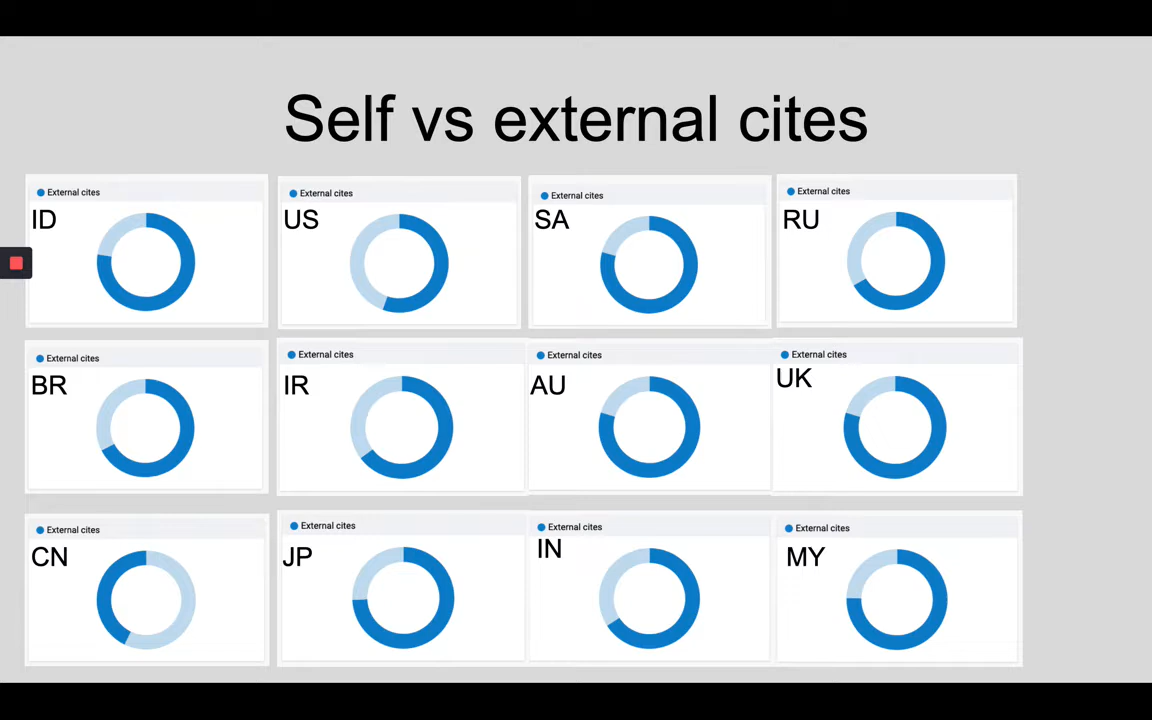 Self vs external cites
External cites
ID
External cites
US
External cites
SA
External cites
RU
External cites
BR
External cites
IR
External cites
AU
External cites
UK
External cites
CN
External cites
JP
External cites
IN
External cites
MY